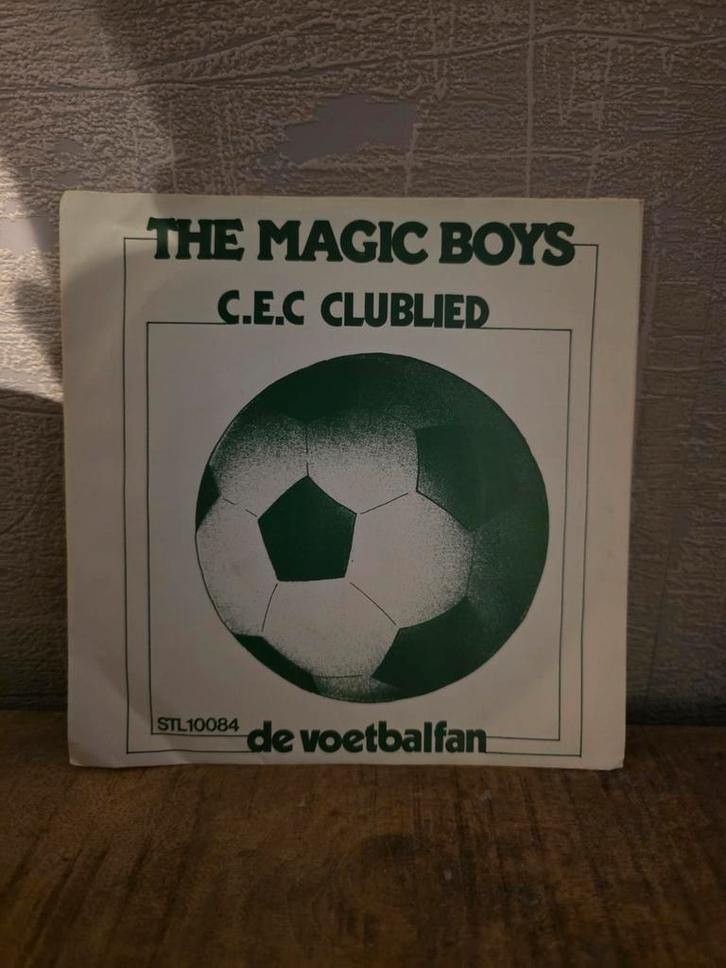 THE MAGIC BOYS
C.E.C CLUBLIED
STL10084
de voetbalfan